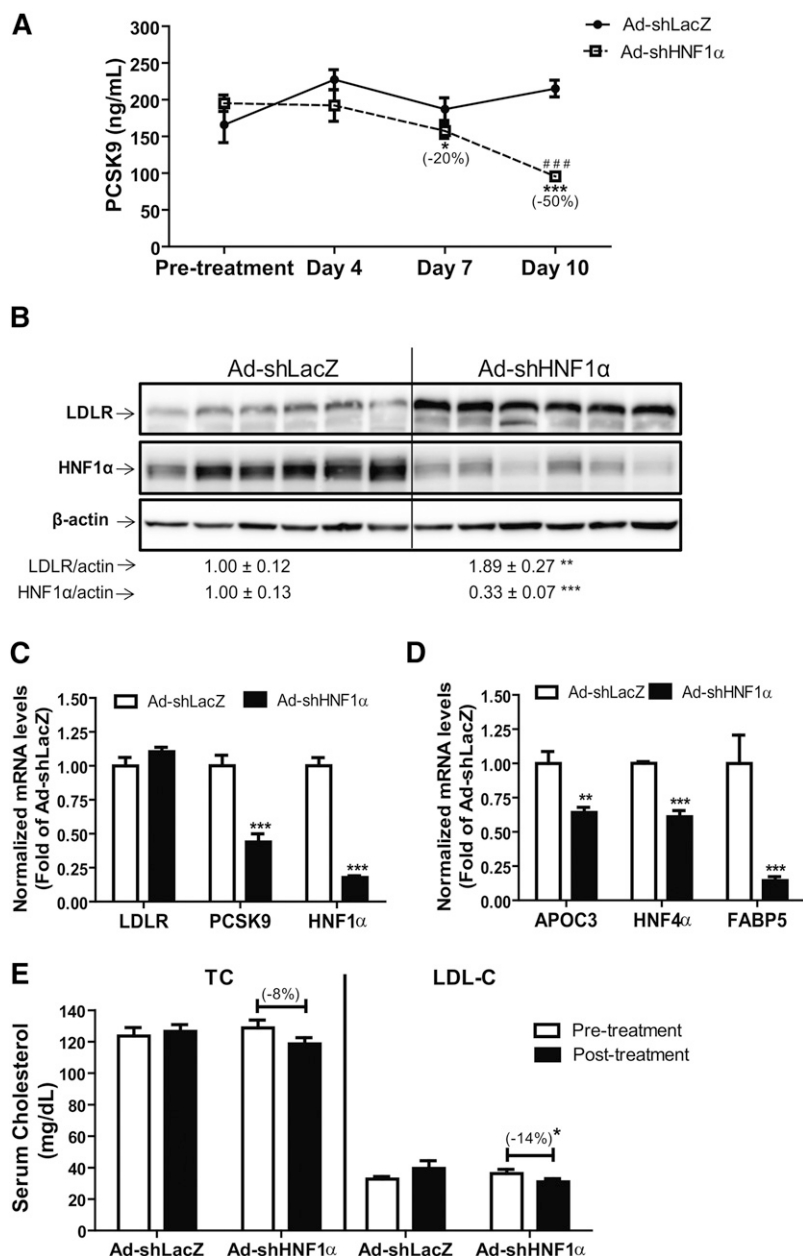 A
Ad-shLacZ
Ad-shHNF1α
PCSK9 (ng/mL)
300
250
200
150
100
50
0
*
(-20%)
###
***
(-50%)
Pre-treatment Day 4 Day 7 Day 10
B
Ad-shLacZ Ad-shHNF1α
LDLR
HNF1α
β-actin
LDLR/actin 1.00 ± 0.12 1.89 ± 0.27 **
HNF1α/actin 1.00 ± 0.13 0.33 ± 0.07 ***
C
Normalized mRNA levels
(Fold of Ad-shLacZ)
1.50
1.25
1.00
0.75
0.50
0.25
0.00
Ad-shLacZ Ad-shHNF1α
***
***
LDLR PCSK9 HNF1α
D
Normalized mRNA levels
(Fold of Ad-shLacZ)
1.50
1.25
1.00
0.75
0.50
0.25
0.00
Ad-shLacZ Ad-shHNF1α
**
***
***
APOC3 HNF4α FABP5
E
TC LDL-C
Serum Cholesterol
(mg/dL)
140
120
100
80
60
40
20
0
(-8%)
Pre-treatment
Post-treatment
(-14%)*
Ad-shLacZ Ad-shHNF1α Ad-shLacZ Ad-shHNF1α